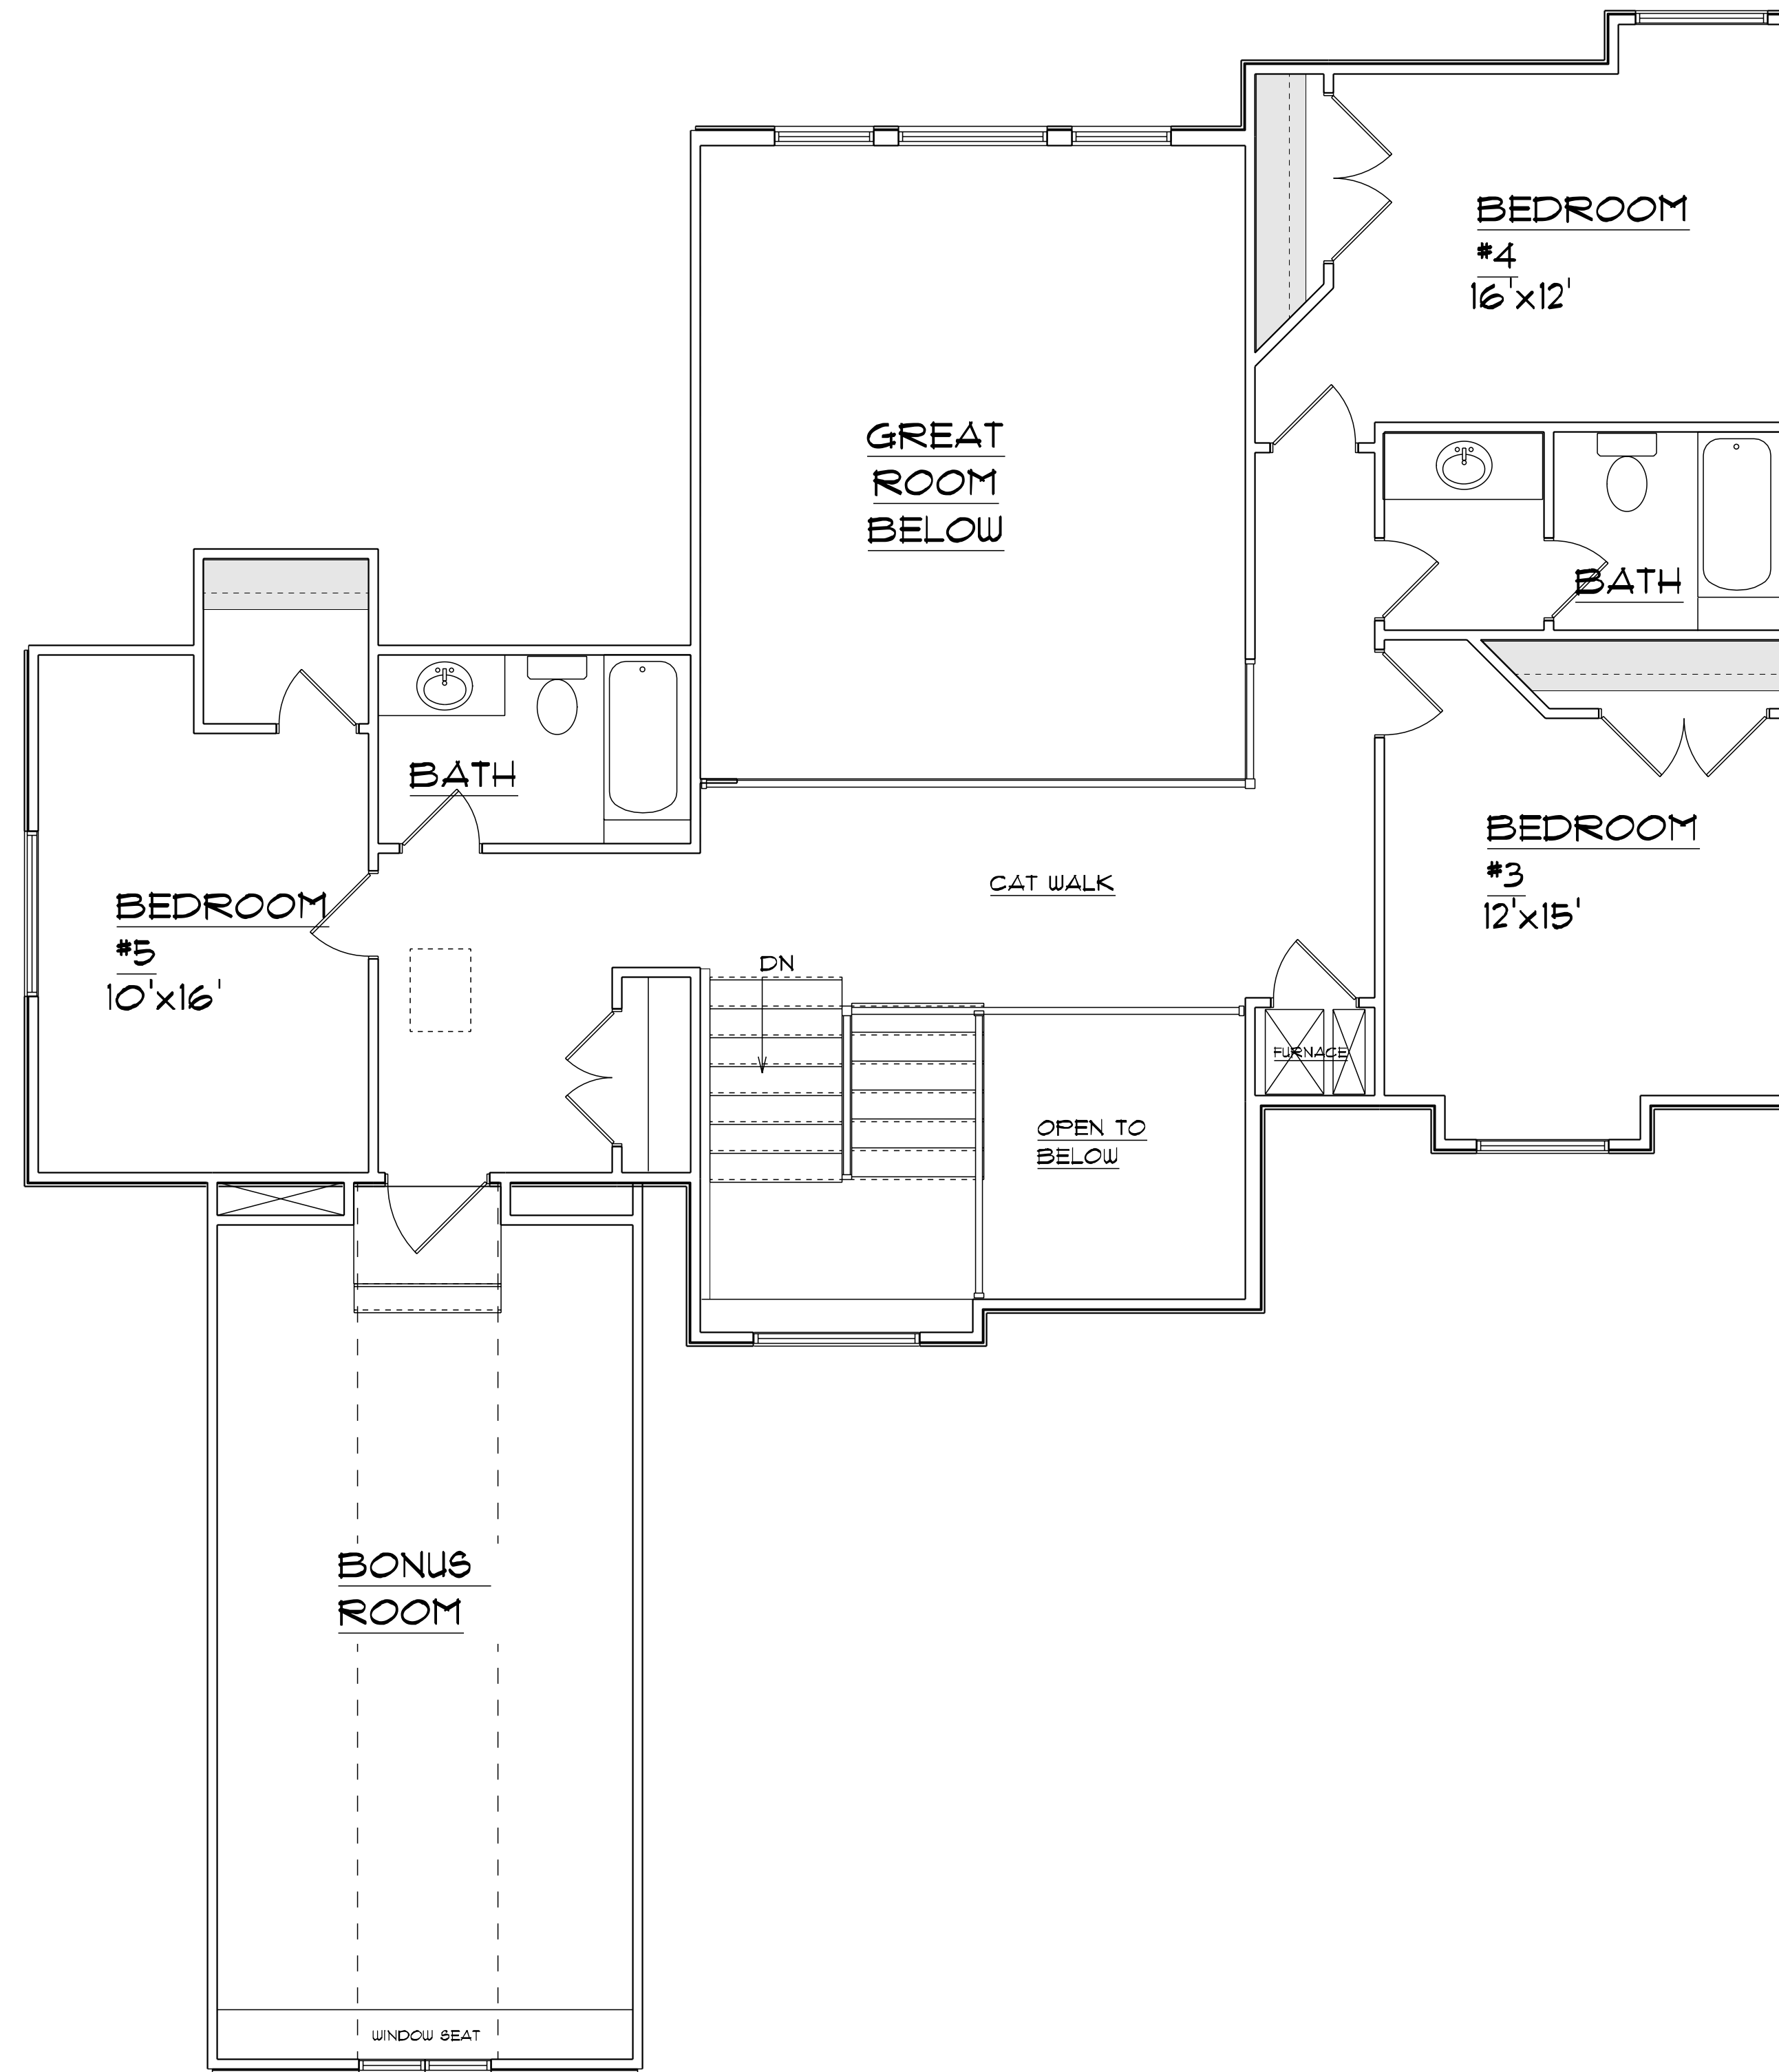 BEDROOM
#4
16'x12'
GREAT
ROOM
BELOW
BATH
BATH
BEDROOM
#3
12'x15'
CAT WALK
BEDROOM
#5
10'x16'
DN
FURNACE
OPEN TO
BELOW
BONUS
ROOM
WINDOW SEAT